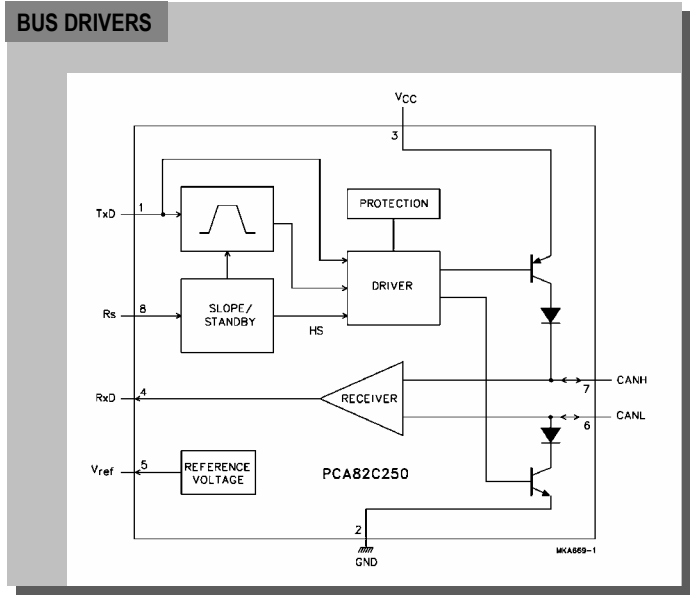 BUS DRIVERS
VCC
3
TxD
1
PROTECTION
DRIVER
Rs
8
SLOPE/
STANDBY
HS
RxD
4
RECEIVER
7
CANH
6
CANL
Vref
5
REFERENCE
VOLTAGE
PCA82C250
2
GND
MKA669-1